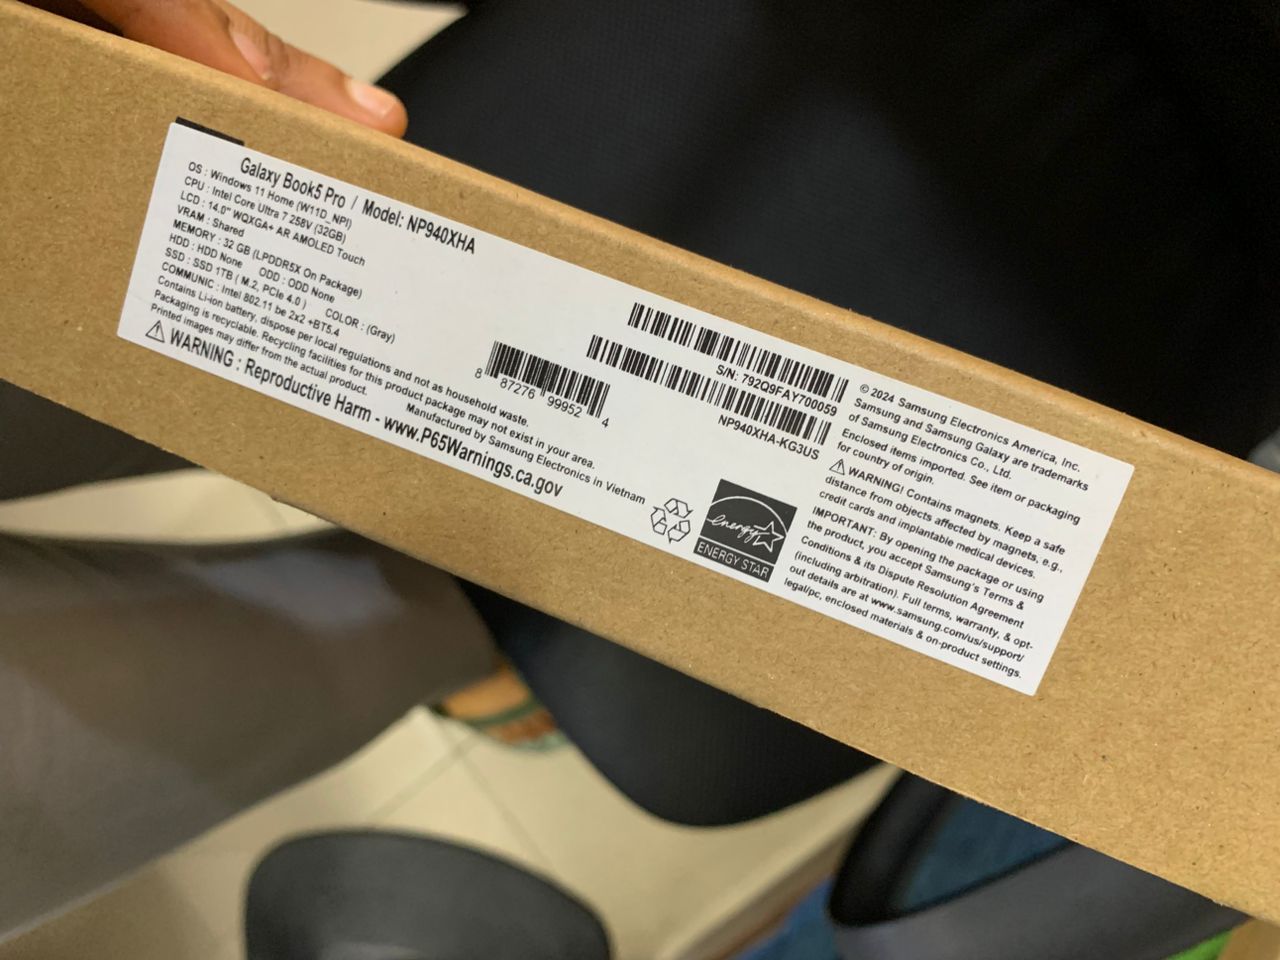 Galaxy Book5 Pro / Model: NP940XHA
OS : Windows 11 Home (W11D_NPI)
CPU : Intel Core Ultra 7 258V (32GB)
LCD : 14.0" WQXGA+ AR AMOLED Touch
VRAM : Shared
MEMORY : 32 GB (LPDDR5X On Package)
HDD : HDD None ODD : ODD None
SSD : SSD 1TB ( M.2, PCIe 4.0 ) COLOR : (Gray)
COMMUNIC : Intel 802.11 be 2x2 +BT5.4
Contains Li-ion battery, dispose per local regulations and not as household waste.
Packaging is recyclable. Recycling facilities for this product package may not exist in your area.
Printed images may differ from the actual product. Manufactured by Samsung Electronics in Vietnam
WARNING : Reproductive Harm - www.P65Warnings.ca.gov
8 87276 99952 4
S/N: 792Q9FAY700059
NP940XHA-KG3US
energy
ENERGY STAR
© 2024 Samsung Electronics America, Inc.
Samsung and Samsung Galaxy are trademarks
of Samsung Electronics Co., Ltd.
Enclosed items imported. See item or packaging
for country of origin.
WARNING! Contains magnets. Keep a safe
distance from objects affected by magnets, e.g.,
credit cards and implantable medical devices.
IMPORTANT: By opening the package or using
the product, you accept Samsung's Terms &
Conditions & its Dispute Resolution Agreement
(including arbitration). Full terms, warranty, & opt-
out details are at www.samsung.com/us/support/
legal/pc, enclosed materials & on-product settings.